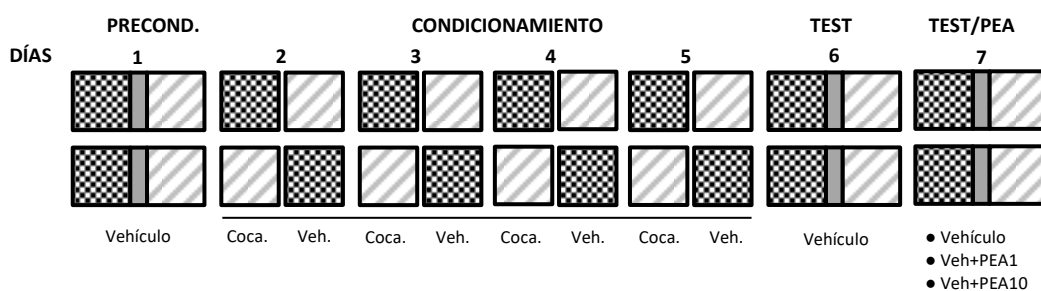 PRECOND. CONDICIONAMIENTO TEST TEST/PEA
DÍAS 1 2 3 4 5 6 7
Vehículo Coca. Veh. Coca. Veh. Coca. Veh. Coca. Veh. Vehículo ● Vehículo
● Veh+PEA1
● Veh+PEA10